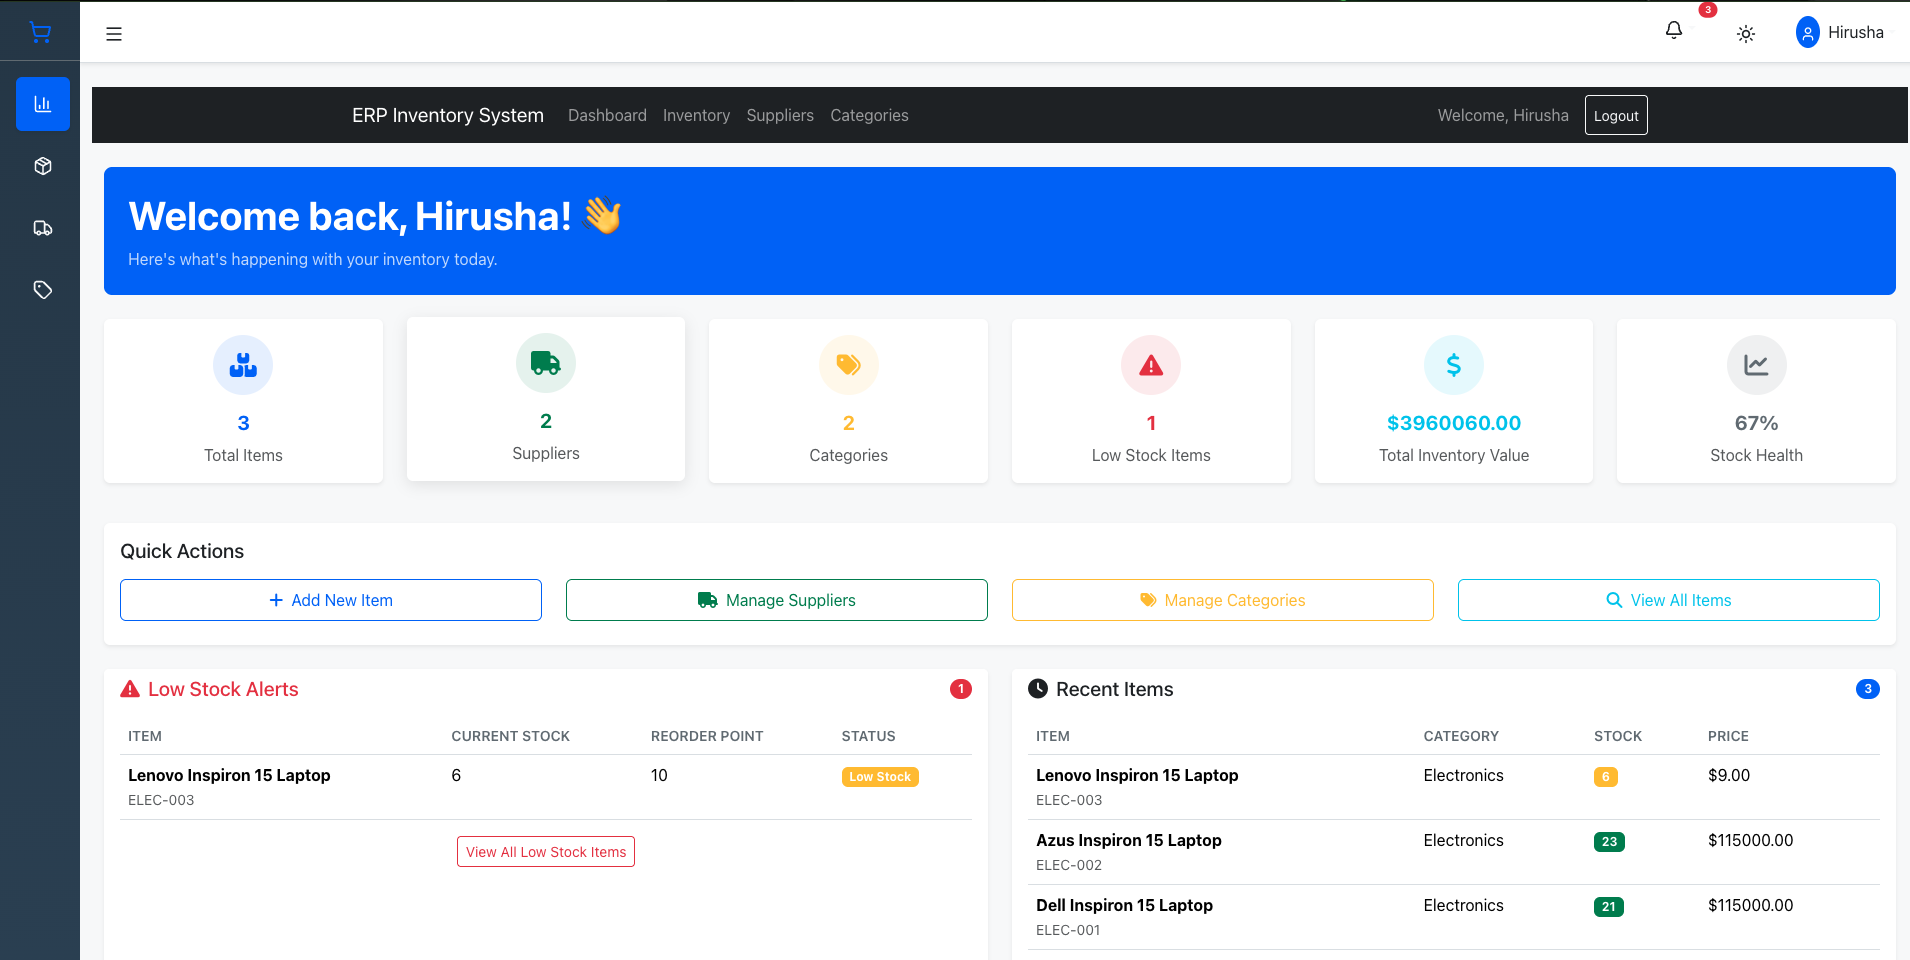 3
Hirusha
ERP Inventory System Dashboard Inventory Suppliers Categories Welcome, Hirusha Logout
Welcome back, Hirusha! 👋
Here's what's happening with your inventory today.
3
Total Items
2
Suppliers
2
Categories
1
Low Stock Items
$3960060.00
Total Inventory Value
67%
Stock Health
Quick Actions
Add New Item
Manage Suppliers
Manage Categories
View All Items
Low Stock Alerts 1
ITEM CURRENT STOCK REORDER POINT STATUS
Lenovo Inspiron 15 Laptop 6 10 Low Stock
ELEC-003
View All Low Stock Items
Recent Items 3
ITEM CATEGORY STOCK PRICE
Lenovo Inspiron 15 Laptop Electronics 6 $9.00
ELEC-003
Azus Inspiron 15 Laptop Electronics 23 $115000.00
ELEC-002
Dell Inspiron 15 Laptop Electronics 21 $115000.00
ELEC-001